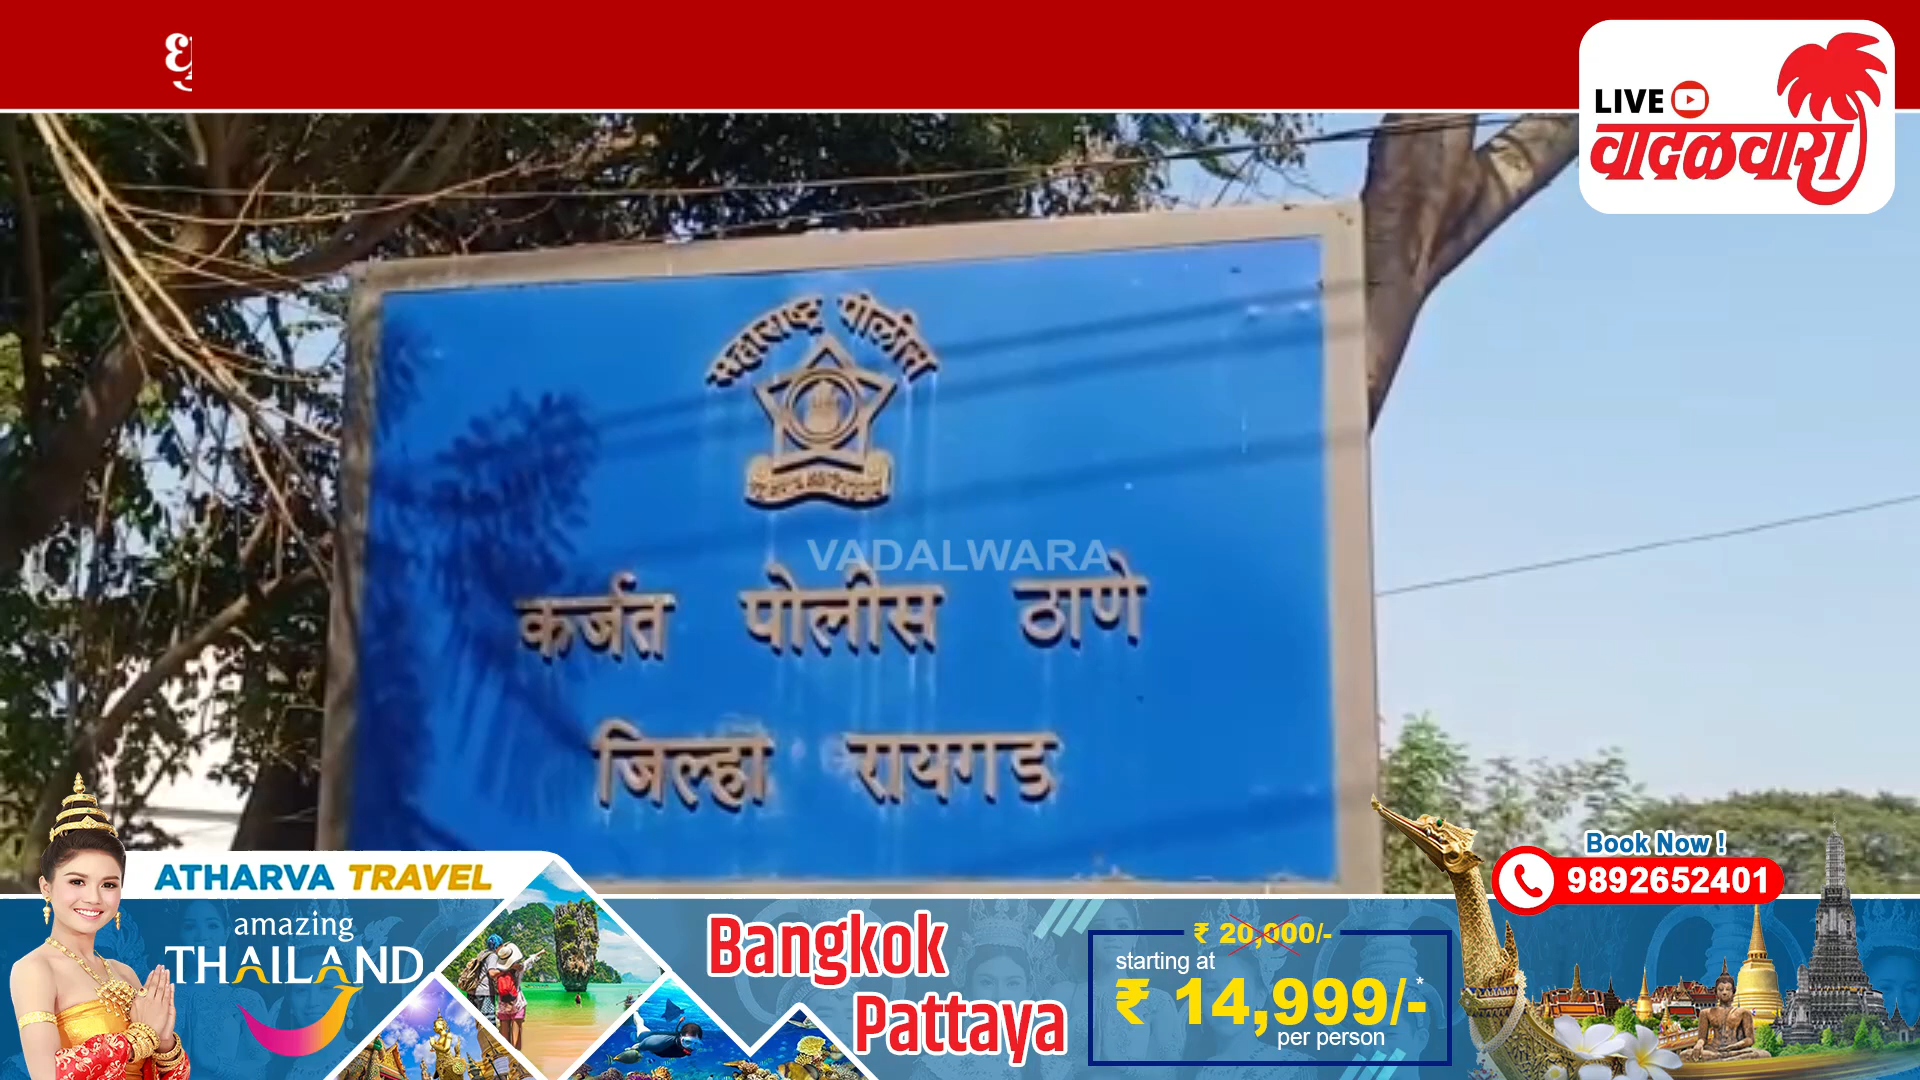 LIVE
वादळवारा
महाराष्ट्र पोलीस
VADALWARA
कर्जत पोलीस ठाणे
जिल्हा रायगड
ATHARVA TRAVEL
amazing
THAILAND
Bangkok
Pattaya
₹ 20,000/-
starting at
₹ 14,999/-*
per person
Book Now !
9892652401